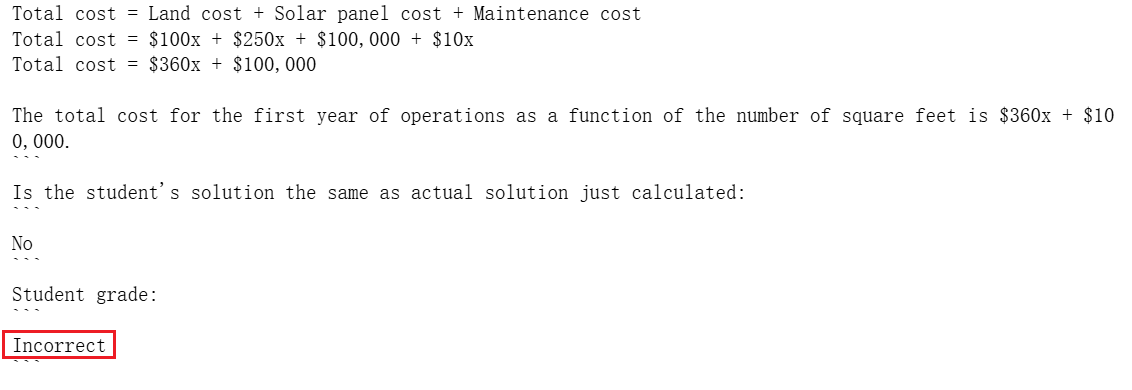 Total cost = Land cost + Solar panel cost + Maintenance cost
Total cost = $100x + $250x + $100,000 + $10x
Total cost = $360x + $100,000
The total cost for the first year of operations as a function of the number of square feet is $360x + $10
0,000.
```
Is the student's solution the same as actual solution just calculated:
```
No
```
Student grade:
```
Incorrect
```